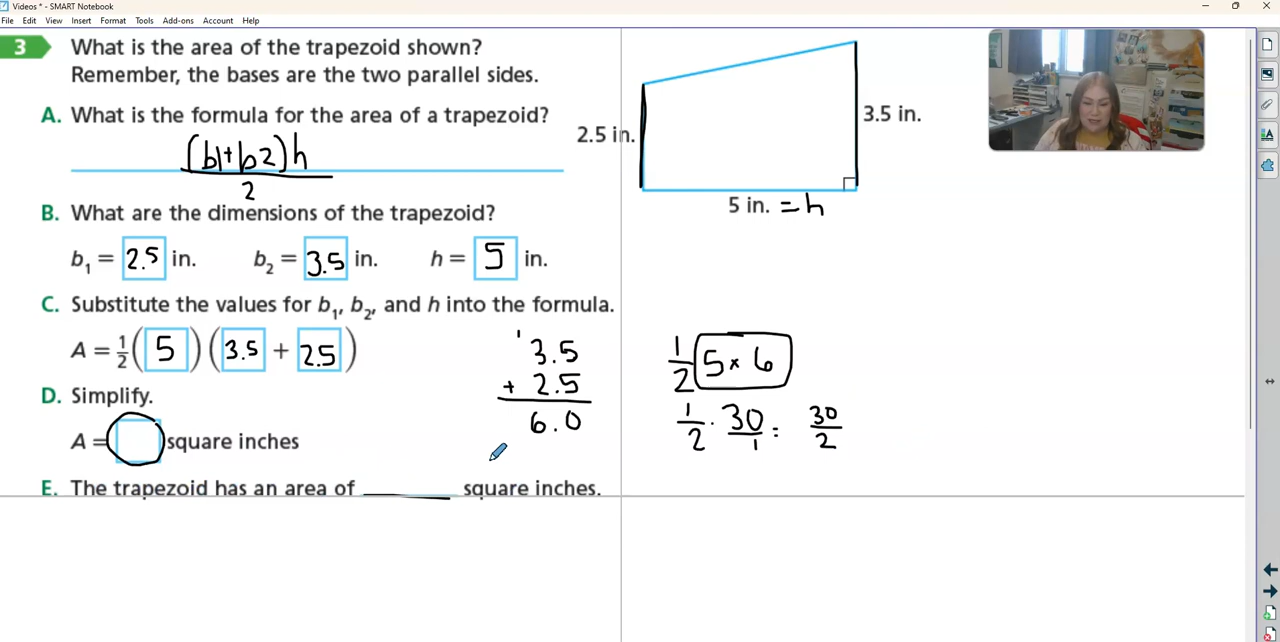 Videos * - SMART Notebook
File Edit View Insert Format Tools Add-ons Account Help
3 What is the area of the trapezoid shown?
Remember, the bases are the two parallel sides.
A. What is the formula for the area of a trapezoid?
(b1+b2)h
2
B. What are the dimensions of the trapezoid?
b₁ = 2.5 in. b₂ = 3.5 in. h = 5 in.
C. Substitute the values for b₁, b₂, and h into the formula.
A = 1/2 (5) (3.5 + 2.5)
D. Simplify.
A = square inches
E. The trapezoid has an area of ______ square inches.
1
3.5
+ 2.5
6.0
2.5 in.
3.5 in.
5 in. = h
1/2 5 × 6
1/2 · 30/1 = 30/2